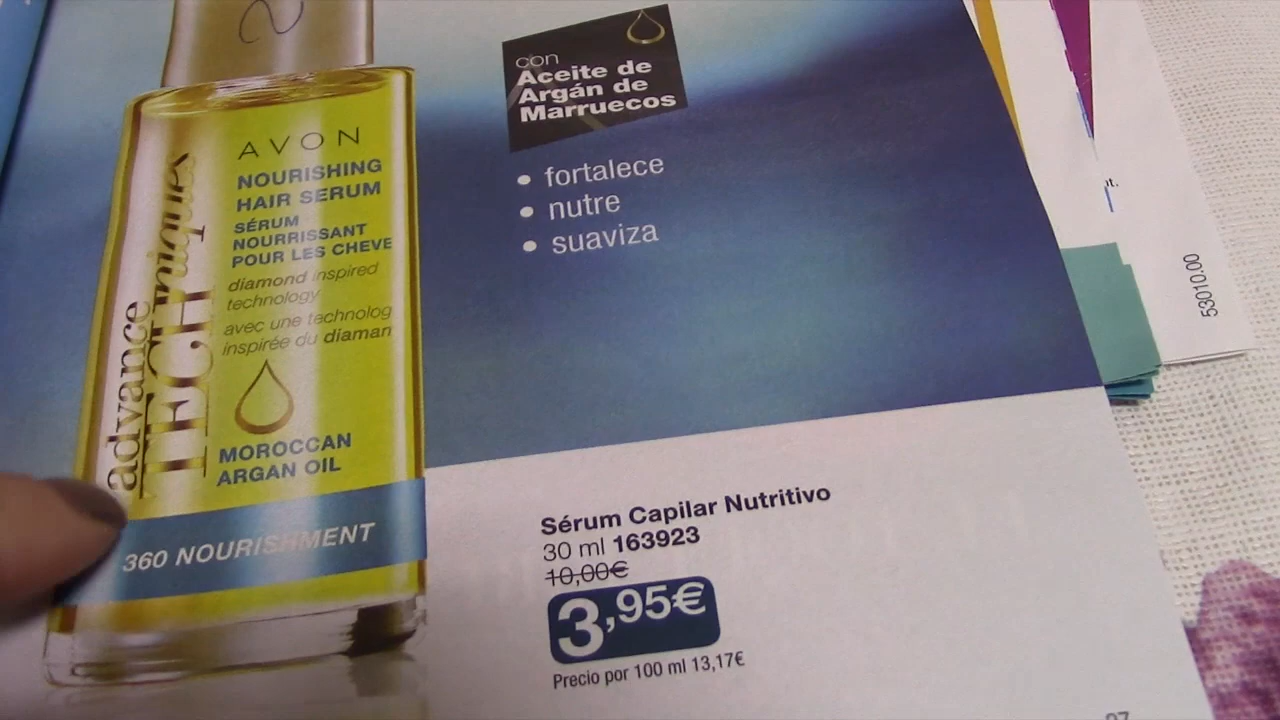 AVON
NOURISHING
HAIR SERUM
SÉRUM
NOURRISSANT
POUR LES CHEVE
diamond inspired
technology
avec une technolog
inspirée du diaman
advance
TECHniques
MOROCCAN
ARGAN OIL
360 NOURISHMENT
con
Aceite de
Argán de
Marruecos
• fortalece
• nutre
• suaviza
Sérum Capilar Nutritivo
30 ml 163923
10,00€
3,95€
Precio por 100 ml 13,17€
53010.00